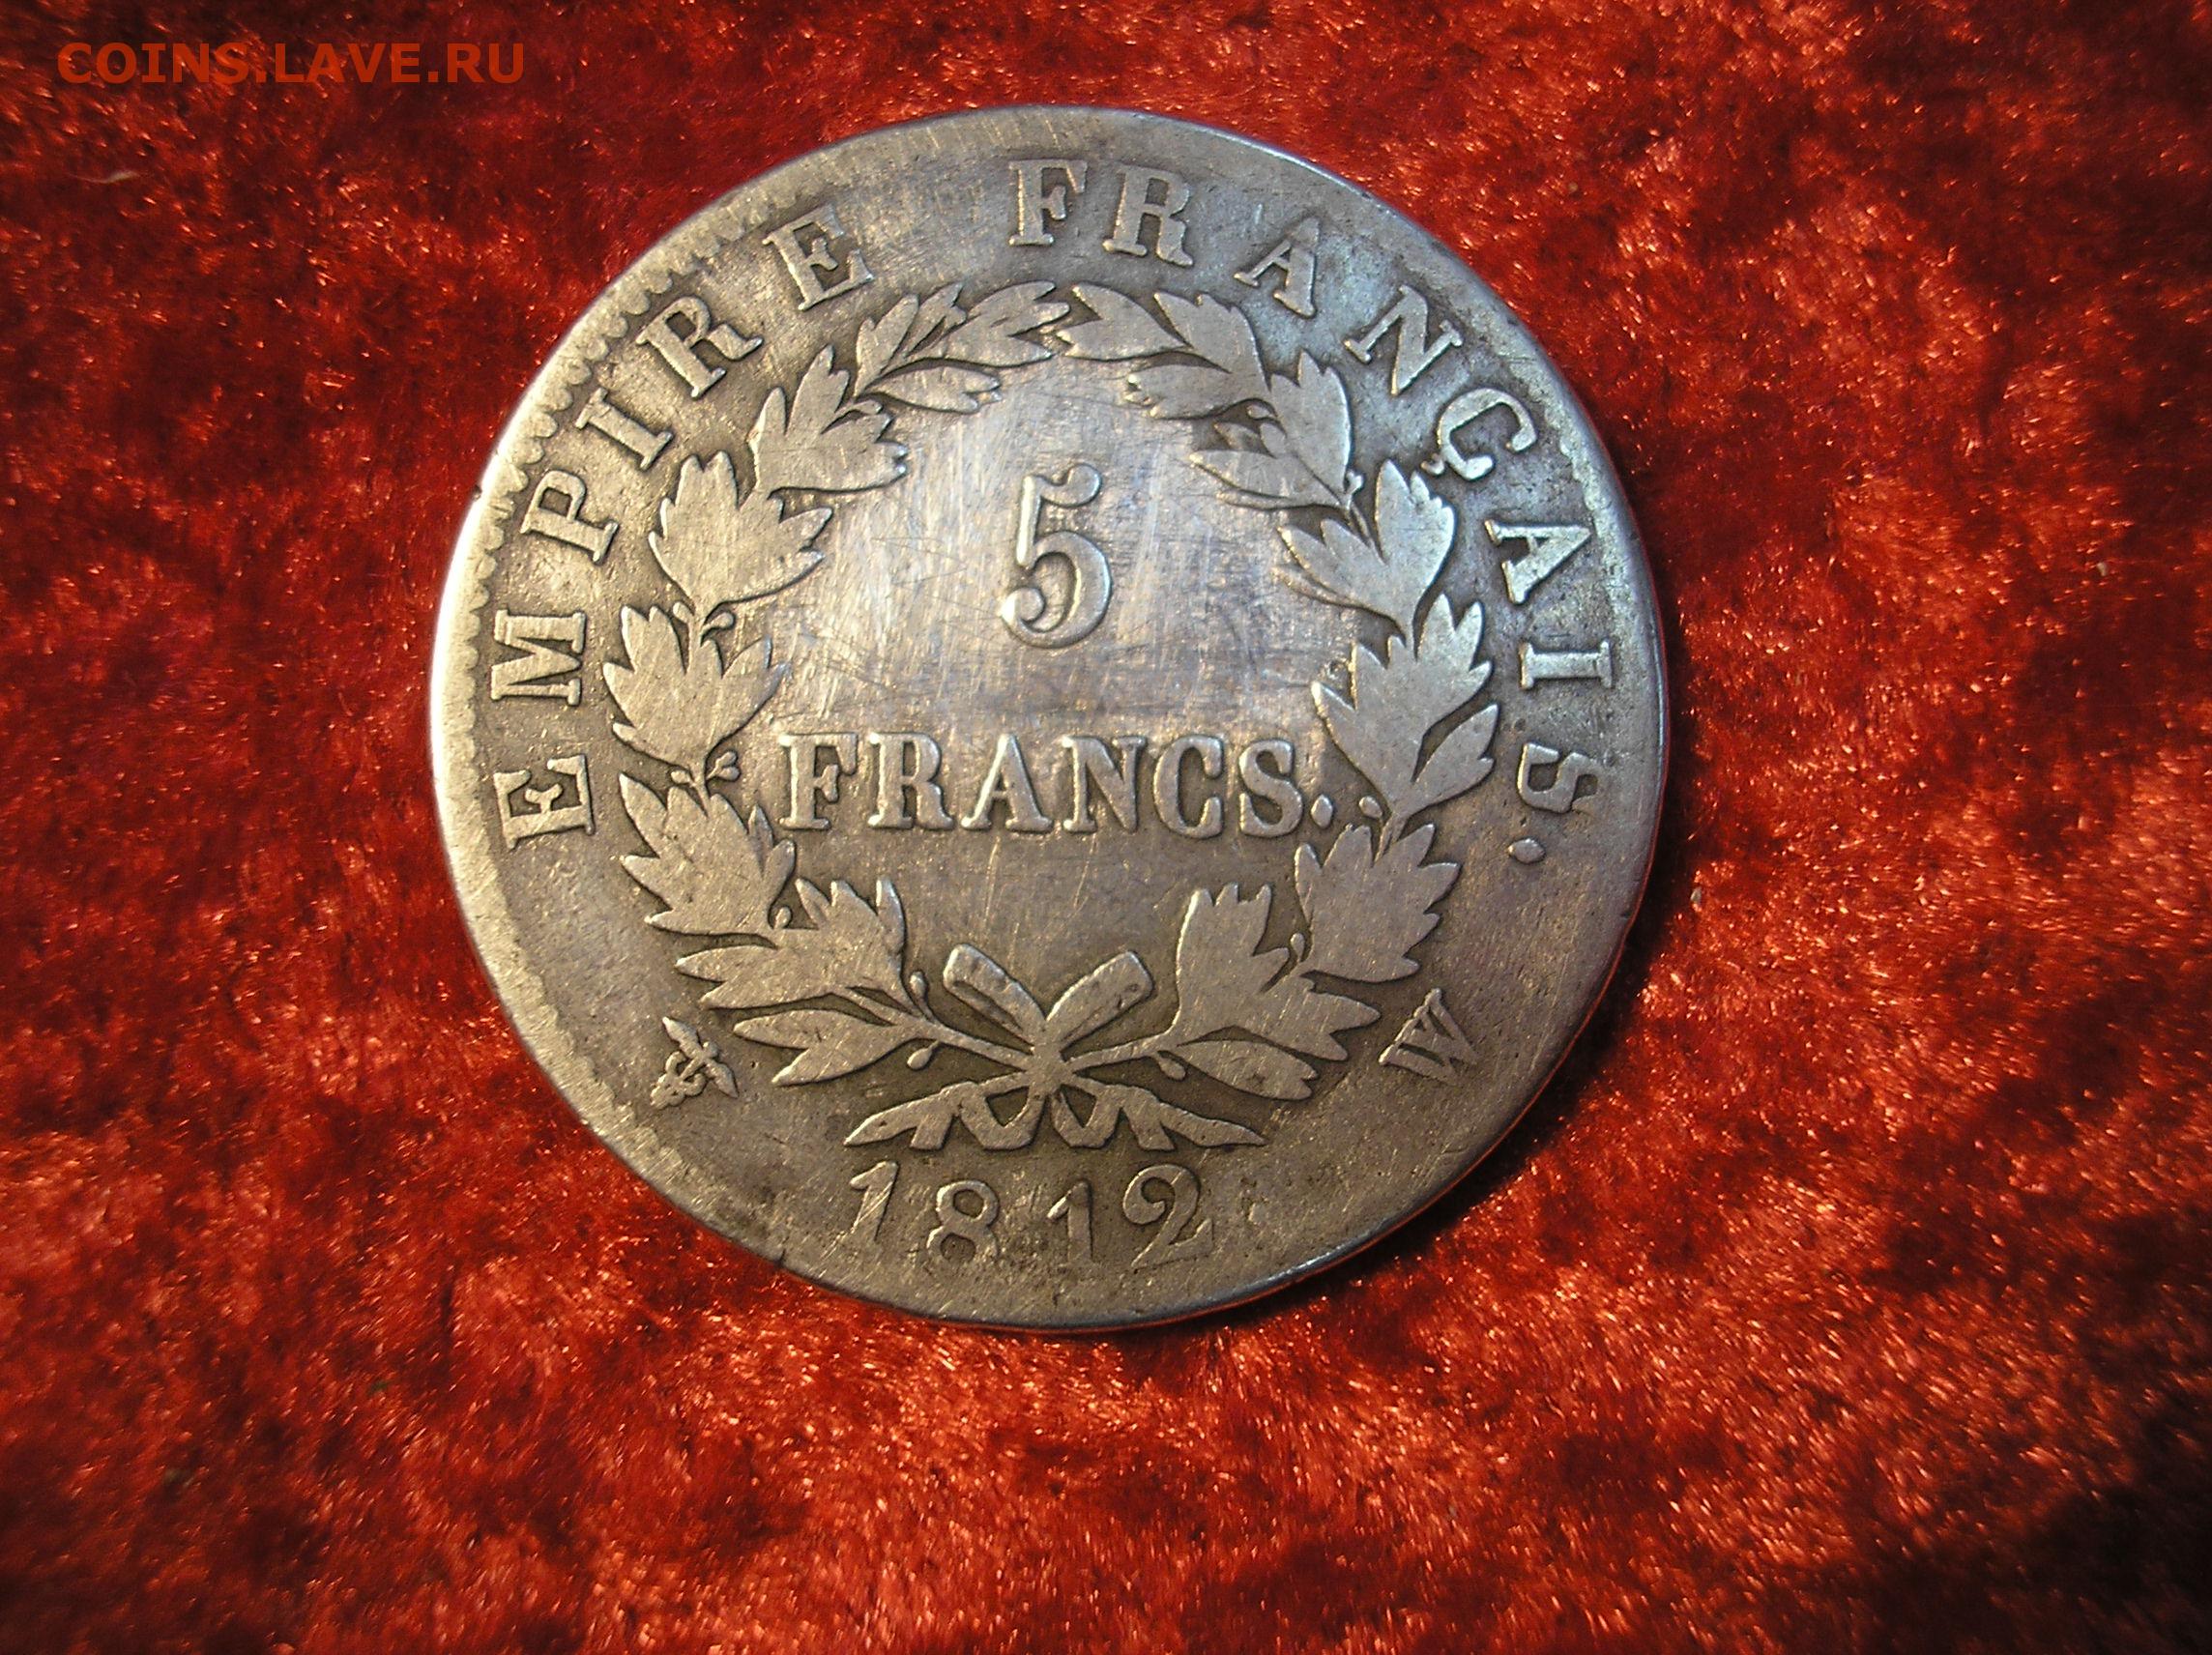 COINS.LAVE.RU
EMPIRE FRANÇAIS.
5
FRANCS.
W
1812